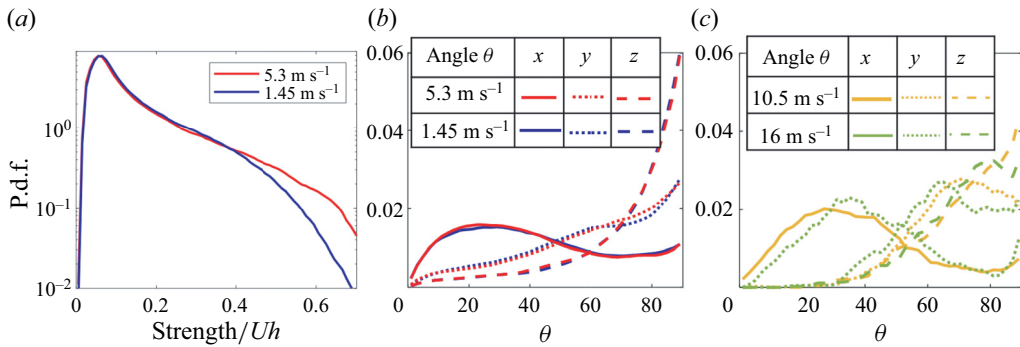 (a)
P.d.f.
10⁰
10⁻¹
10⁻²
5.3 m s⁻¹
1.45 m s⁻¹
0 0.2 0.4 0.6
Strength/Uh
(b)
0.06
0.04
0.02
Angle θ x y z
5.3 m s⁻¹
1.45 m s⁻¹
0 20 40 60 80
θ
(c)
0.06
0.04
0.02
Angle θ x y z
10.5 m s⁻¹
16 m s⁻¹
0 20 40 60 80
θ